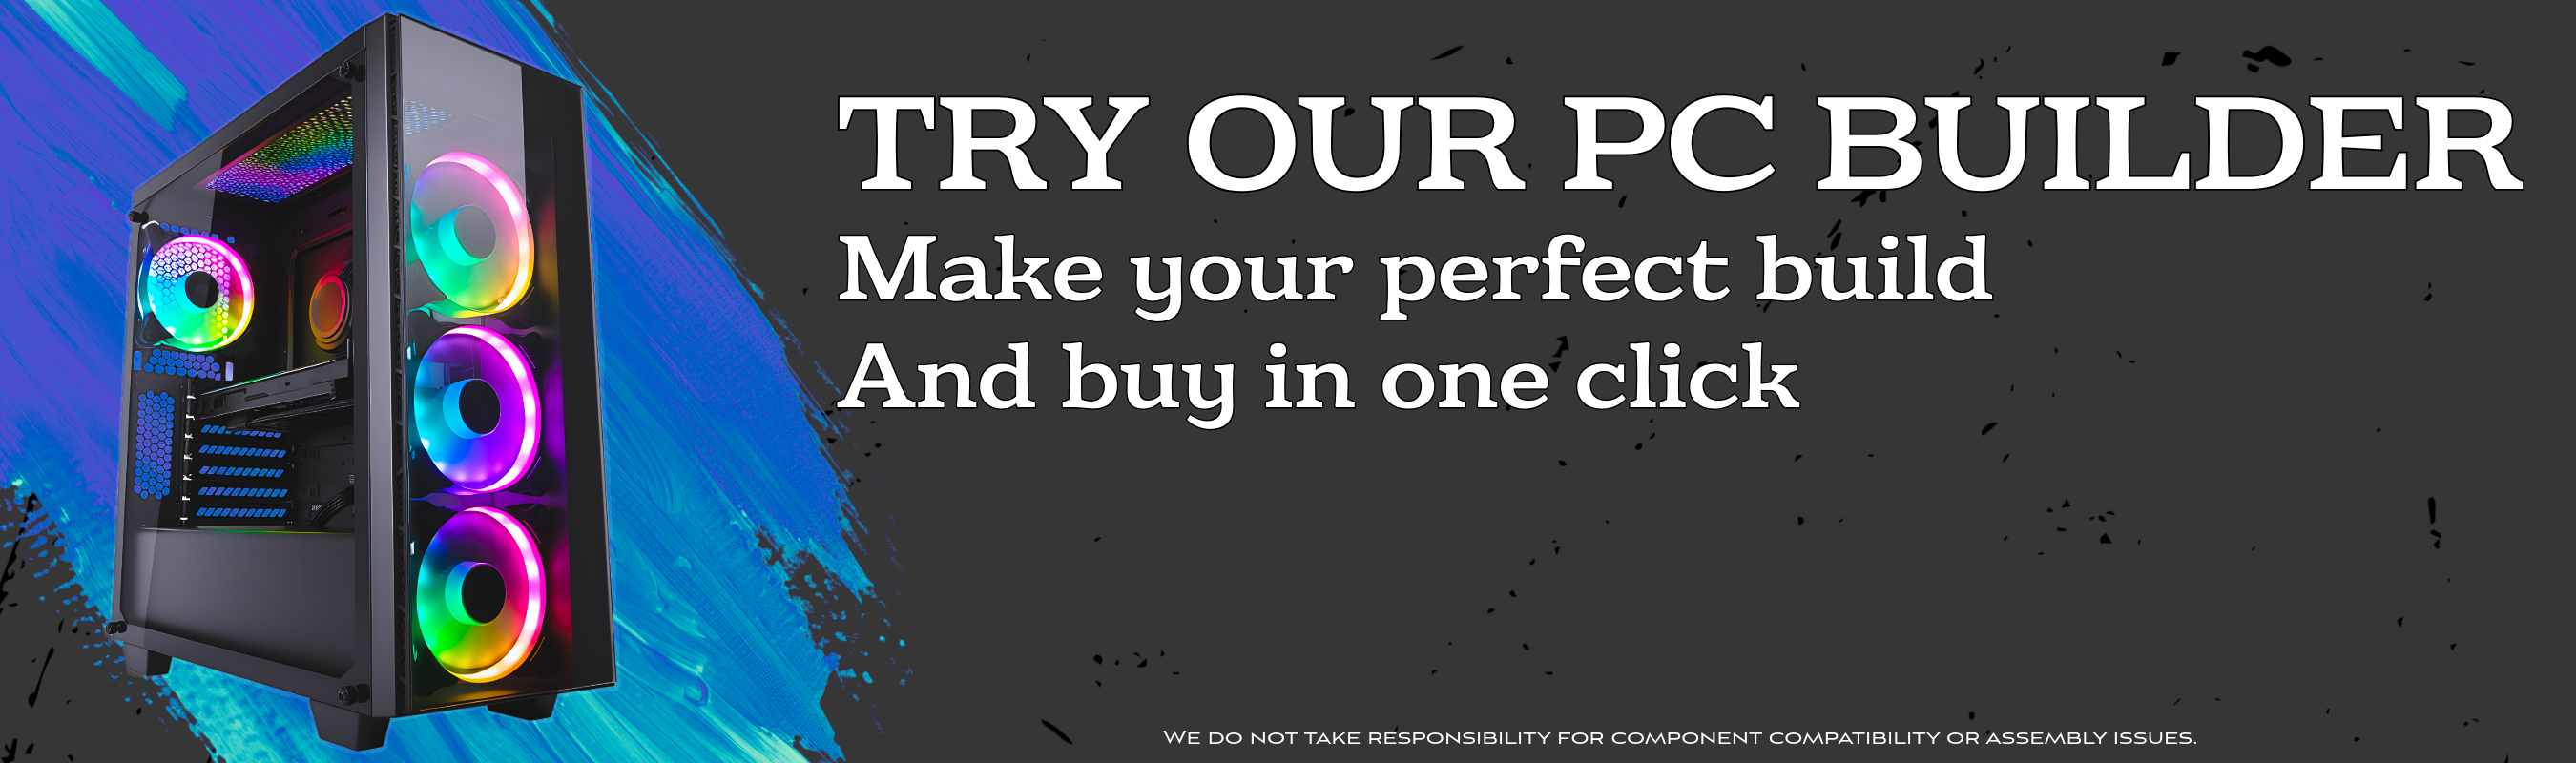 TRY OUR PC BUILDER
Make your perfect build
And buy in one click
We do not take responsibility for component compatibility or assembly issues.